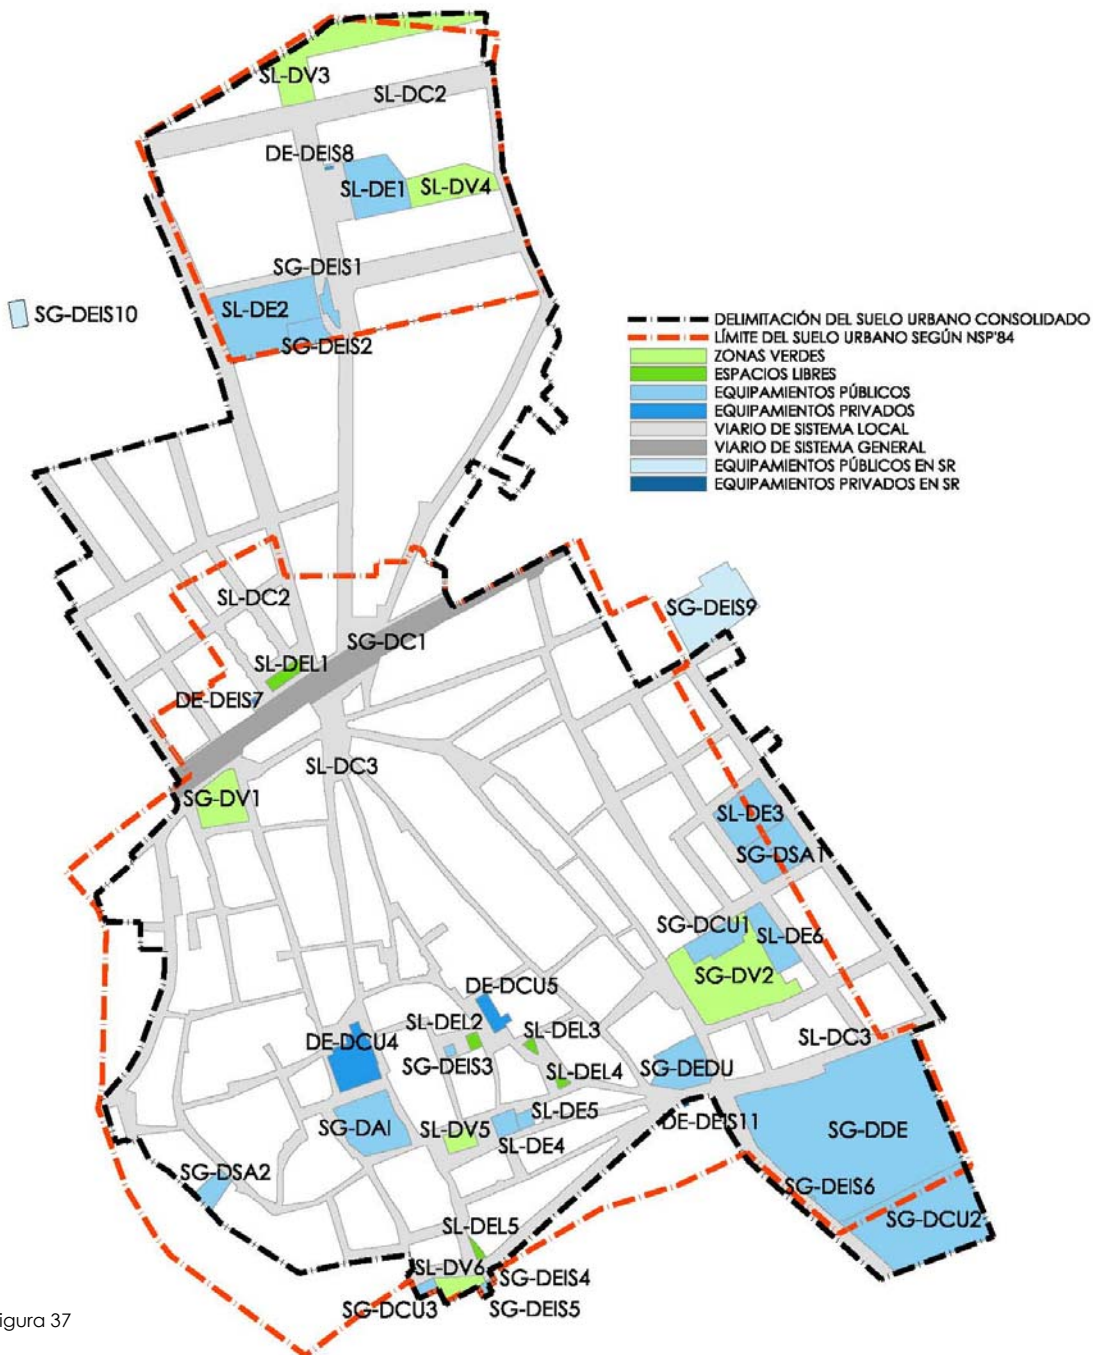 SL-DV3
SL-DC2
DE-DEIS8
SL-DE1
SL-DV4
SG-DEIS1
SL-DE2
SG-DEIS10
SG-DEIS2
DELIMITACIÓN DEL SUELO URBANO CONSOLIDADO
LÍMITE DEL SUELO URBANO SEGÚN NSP'84
ZONAS VERDES
ESPACIOS LIBRES
EQUIPAMIENTOS PÚBLICOS
EQUIPAMIENTOS PRIVADOS
VIARIO DE SISTEMA LOCAL
VIARIO DE SISTEMA GENERAL
EQUIPAMIENTOS PÚBLICOS EN SR
EQUIPAMIENTOS PRIVADOS EN SR
SL-DC2
SG-DEIS9
SG-DC1
SL-DEL1
DE-DEIS7
SL-DC3
SG-DV1
SL-DE3
SG-DSA1
SG-DCU1
SL-DE6
SG-DV2
DE-DCU5
SL-DEL2
SL-DEL3
DE-DCU4
SG-DEIS3
SL-DC3
SG-DEDU
SL-DEL4
SL-DE5
DE-DEIS11
SG-DAI
SL-DV5
SL-DE4
SG-DDE
SG-DSA2
SG-DEIS6
SG-DCU2
SL-DEL5
SL-DV6
SG-DEIS4
SG-DCU3
SG-DEIS5
igura 37